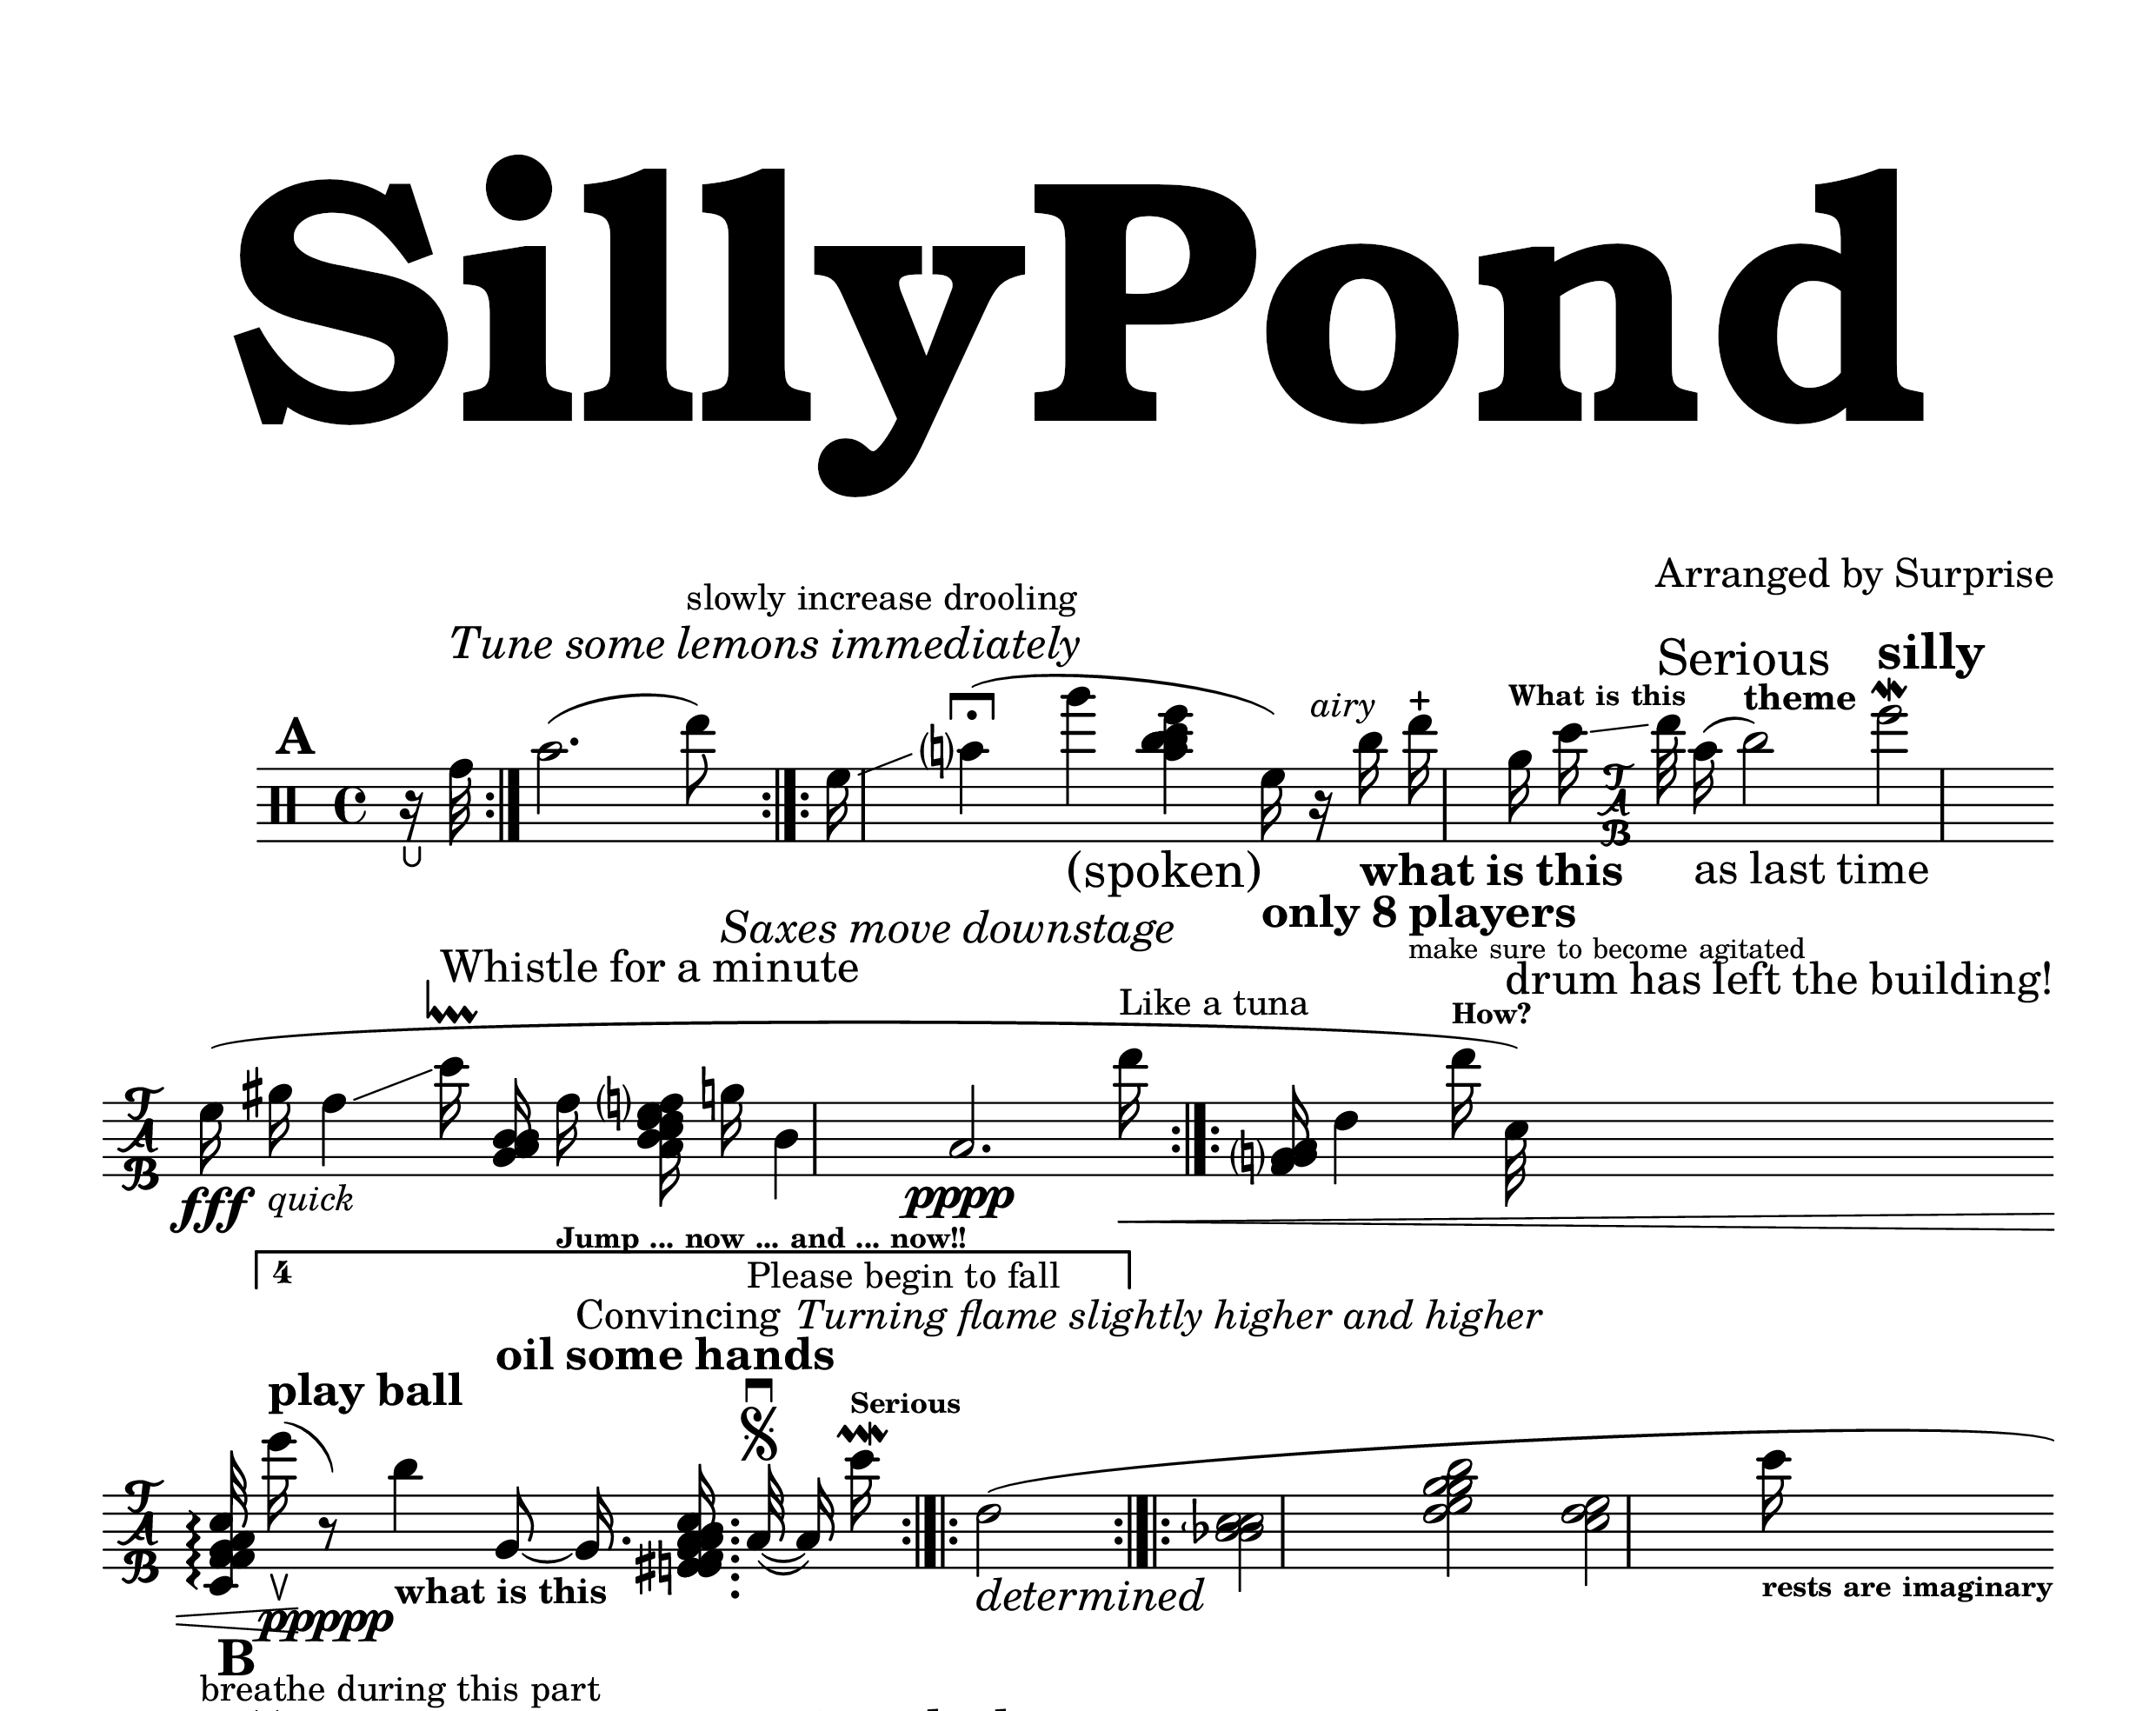 SillyPond
Arranged by Surprise
slowly increase drooling
Tune some lemons immediately
Serious
silly
What is this
theme
airy
A
(spoken)
what is this
as last time
only 8 players
Saxes move downstage
make sure to become agitated
Whistle for a minute
drum has left the building!
Like a tuna
How?
fff
quick
pppp
Jump ... now ... and ... now!!
4
Please begin to fall
Convincing Turning flame slightly higher and higher
oil some hands
play ball
Serious
what is this
determined
rests are imaginary
ppppp
B
breathe during this part